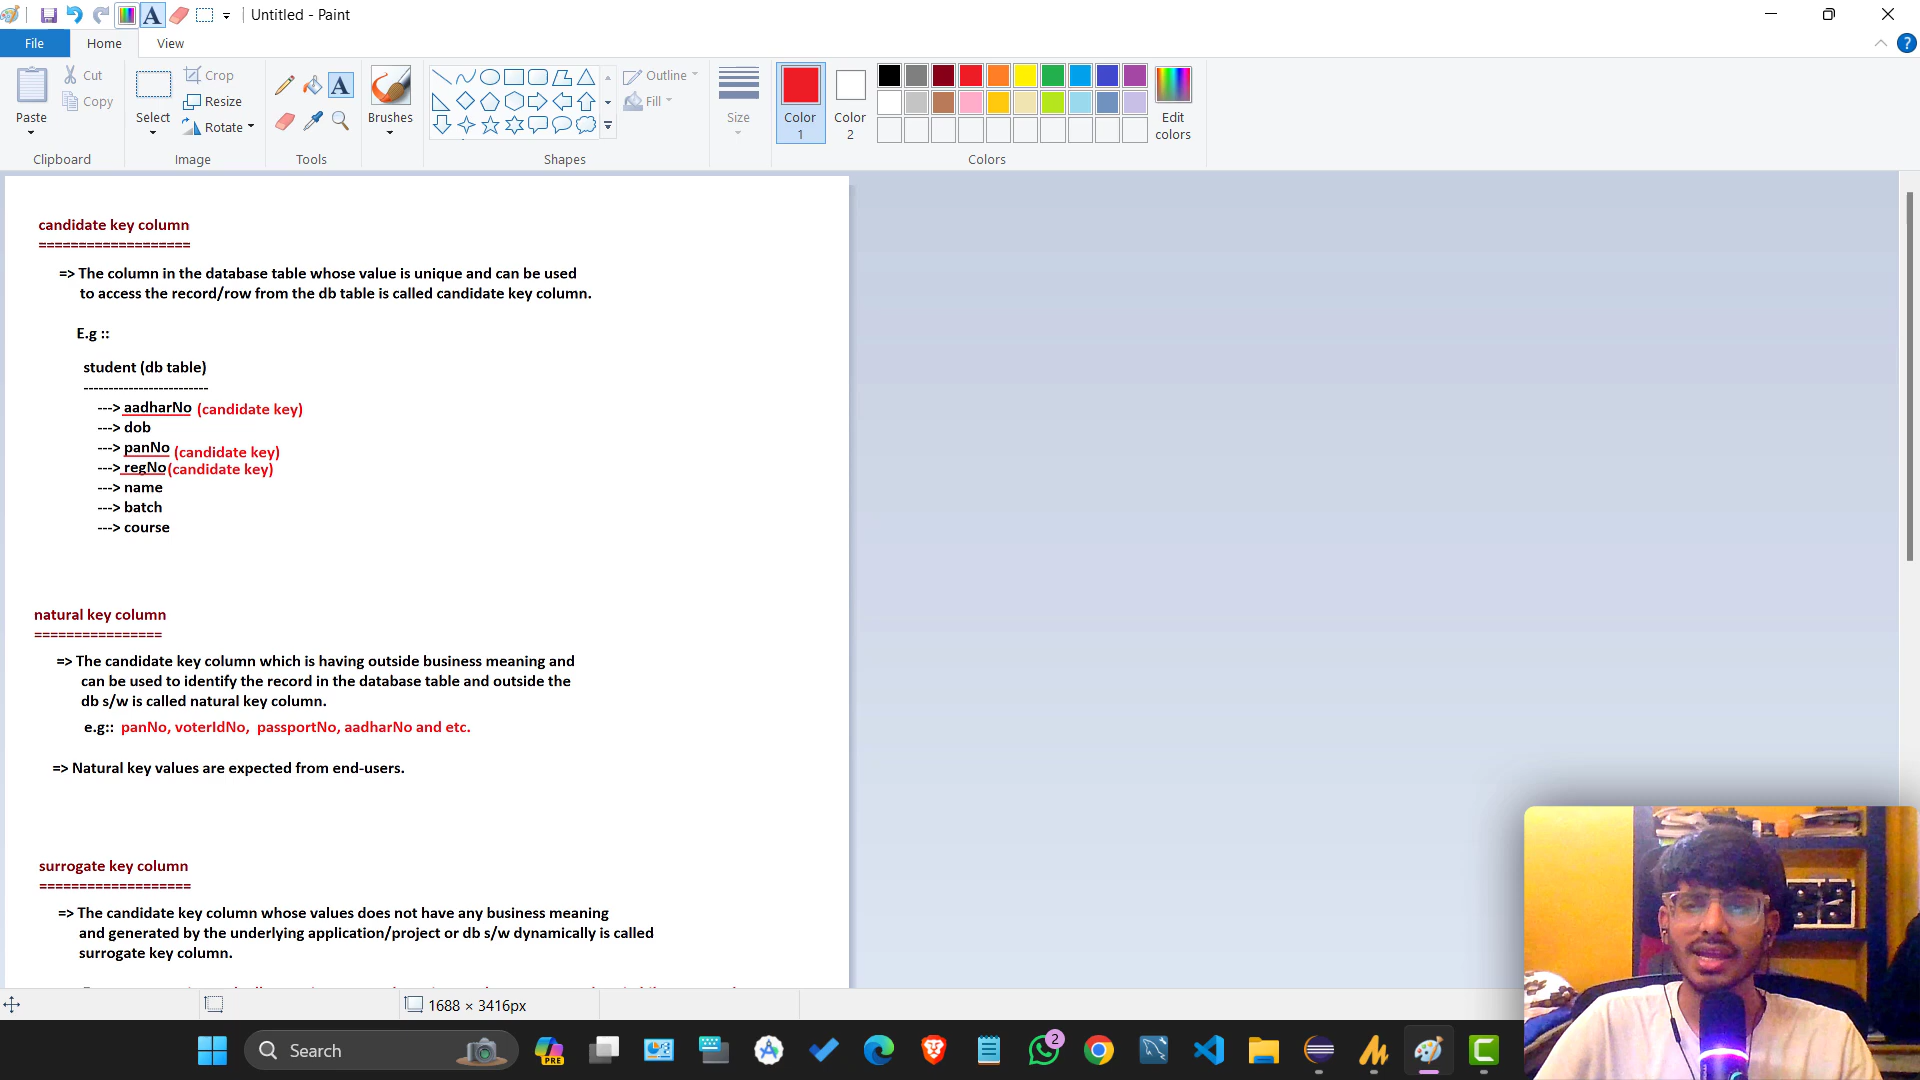 Untitled - Paint
File
Home
View
?
Paste
Cut
Copy
Clipboard
Select
Crop
Resize
Rotate
Image
A
Tools
Brushes
Shapes
Outline
Fill
Size
Color
1
Color
2
Edit
colors
Colors
candidate key column
===================
=> The column in the database table whose value is unique and can be used
to access the record/row from the db table is called candidate key column.
E.g ::
student (db table)
-------------------------
---> aadharNo (candidate key)
---> dob
---> panNo (candidate key)
---> regNo (candidate key)
---> name
---> batch
---> course
natural key column
================
=> The candidate key column which is having outside business meaning and
can be used to identify the record in the database table and outside the
db s/w is called natural key column.
e.g:: panNo, voterIdNo, passportNo, aadharNo and etc.
=> Natural key values are expected from end-users.
surrogate key column
===================
=> The candidate key column whose values does not have any business meaning
and generated by the underlying application/project or db s/w dynamically is called
surrogate key column.
1688 × 3416px
Search
PRE
2